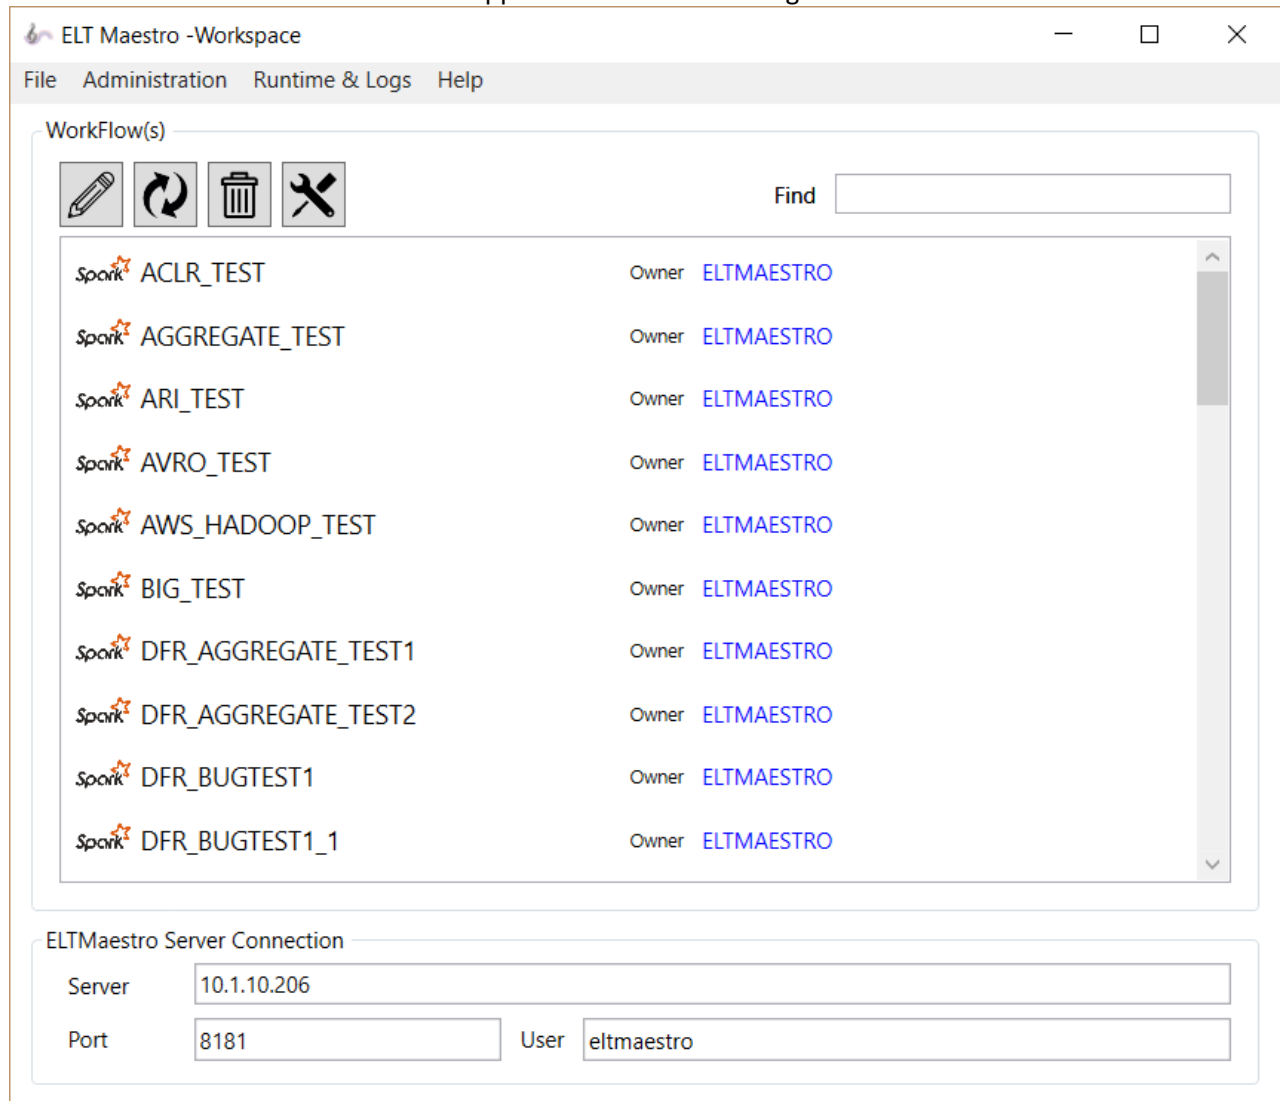 ELT Maestro -Workspace
File Administration Runtime & Logs Help
WorkFlow(s)
Find
Spark ACLR_TEST Owner ELTMAESTRO
Spark AGGREGATE_TEST Owner ELTMAESTRO
Spark ARI_TEST Owner ELTMAESTRO
Spark AVRO_TEST Owner ELTMAESTRO
Spark AWS_HADOOP_TEST Owner ELTMAESTRO
Spark BIG_TEST Owner ELTMAESTRO
Spark DFR_AGGREGATE_TEST1 Owner ELTMAESTRO
Spark DFR_AGGREGATE_TEST2 Owner ELTMAESTRO
Spark DFR_BUGTEST1 Owner ELTMAESTRO
Spark DFR_BUGTEST1_1 Owner ELTMAESTRO
ELTMaestro Server Connection
Server 10.1.10.206
Port 8181 User eltmaestro